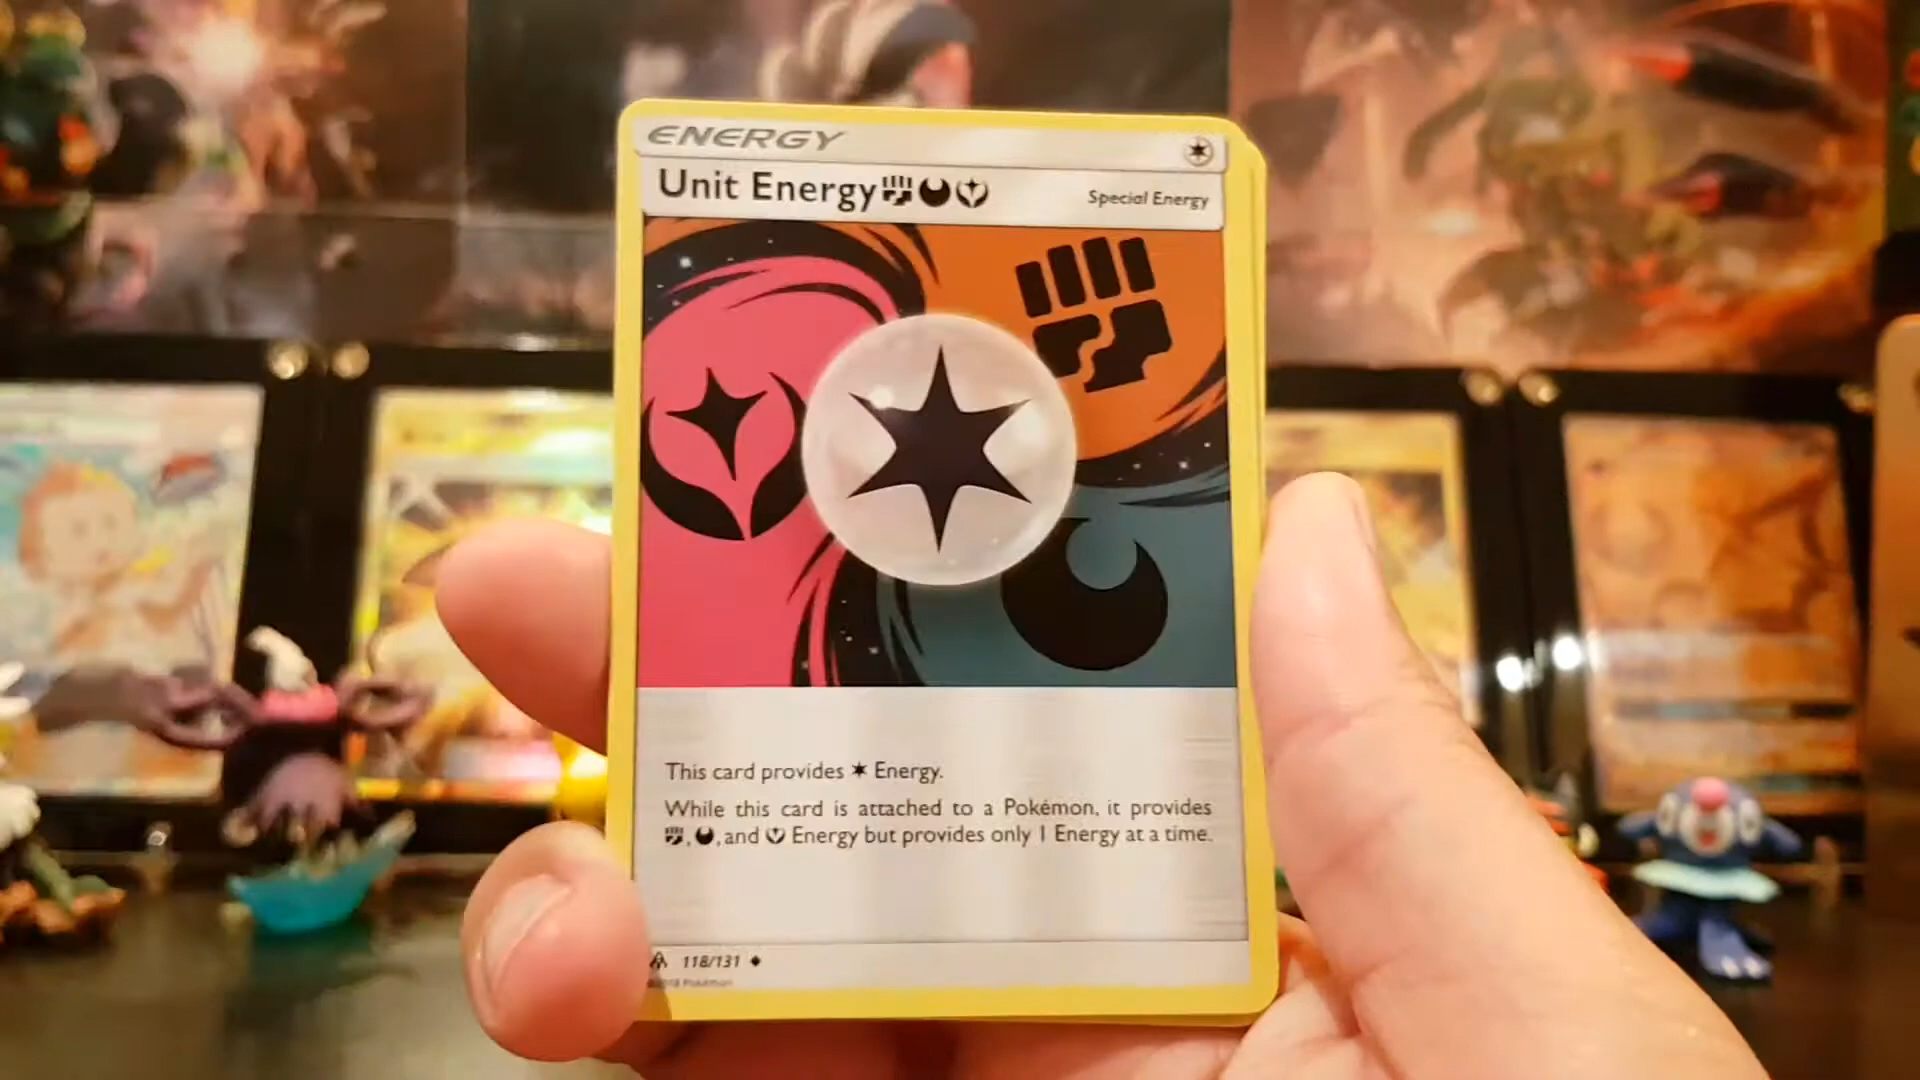 ENERGY
Unit Energy
Special Energy
This card provides Energy.
While this card is attached to a Pokémon, it provides
, , and Energy but provides only 1 Energy at a time.
118/131
©2018 Pokémon